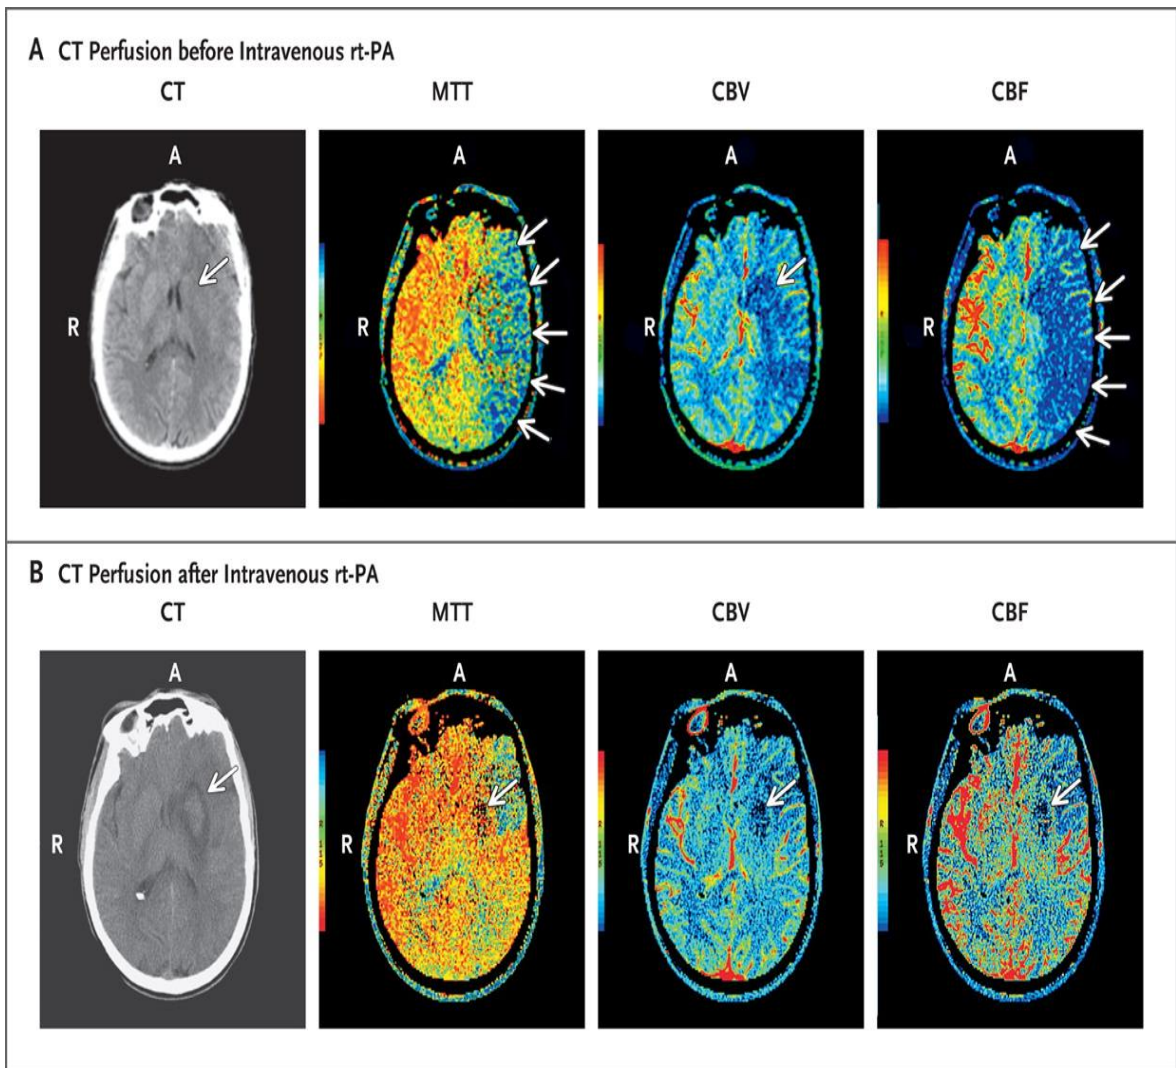 A CT Perfusion before Intravenous rt-PA
CT MTT CBV CBF
A A A A
R
B CT Perfusion after Intravenous rt-PA
CT MTT CBV CBF
A A A A
R R R R